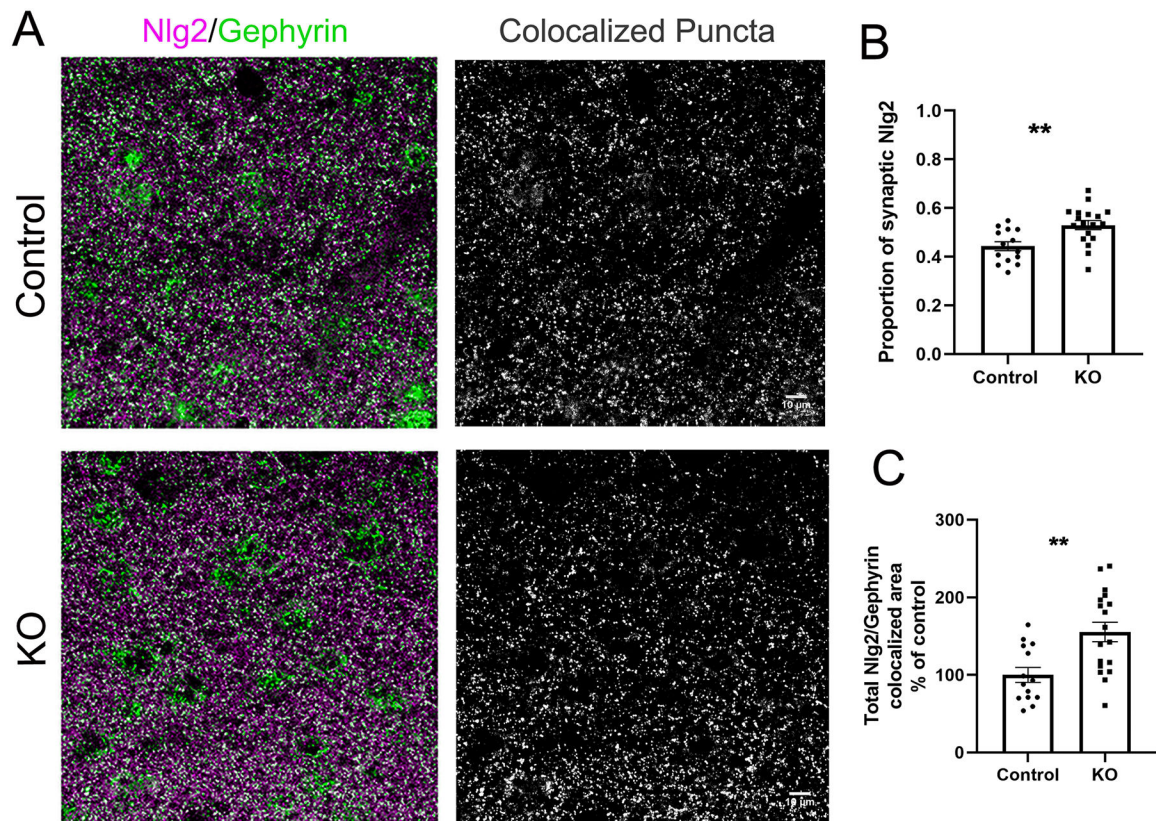 A
Nlg2/Gephyrin
Colocalized Puncta
Control
10 µm
KO
10 µm
B
Proportion of synaptic Nlg2
1.0
0.8
0.6
0.4
0.2
0.0
**
Control
KO
C
Total Nlg2/Gephyrin
colocalized area
% of control
300
200
100
0
**
Control
KO